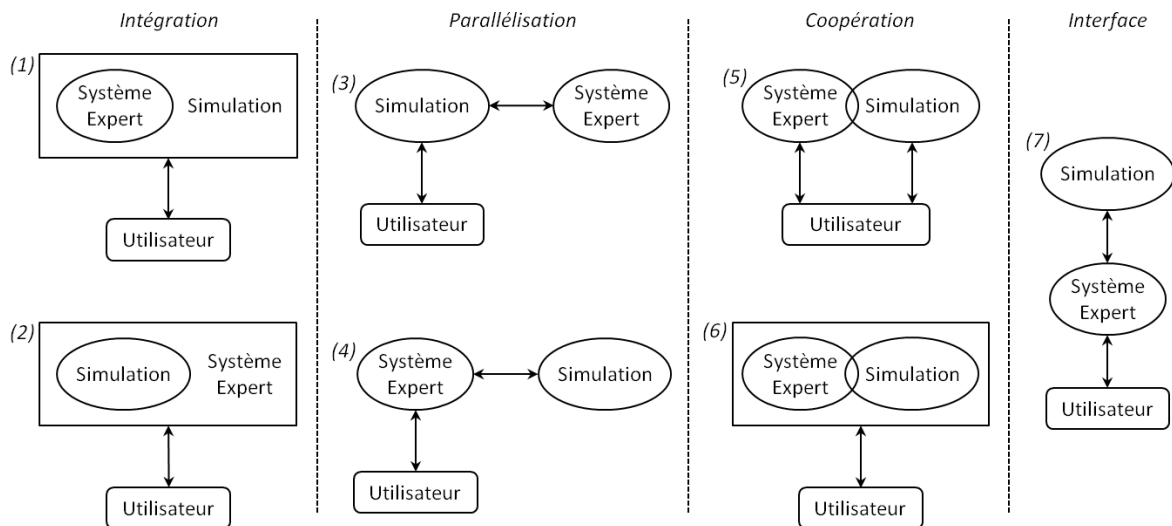 Intégration
Parallélisation
Coopération
Interface
(1)
Système
Expert
Simulation
Utilisateur
(2)
Simulation
Système
Expert
Utilisateur
(3)
Simulation
Système
Expert
Utilisateur
(4)
Système
Expert
Simulation
Utilisateur
(5)
Système
Expert
Simulation
Utilisateur
(6)
Système
Expert
Simulation
Utilisateur
(7)
Simulation
Système
Expert
Utilisateur